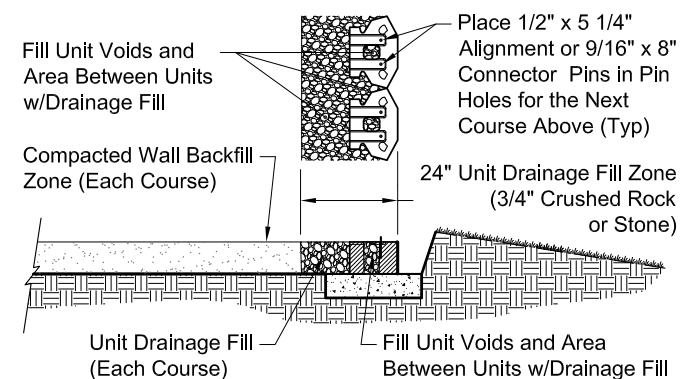 Fill Unit Voids and
Area Between Units
w/Drainage Fill
Place 1/2" x 5 1/4"
Alignment or 9/16" x 8"
Connector Pins in Pin
Holes for the Next
Course Above (Typ)
Compacted Wall Backfill
Zone (Each Course)
24" Unit Drainage Fill Zone
(3/4" Crushed Rock
or Stone)
Unit Drainage Fill
(Each Course)
Fill Unit Voids and Area
Between Units w/Drainage Fill